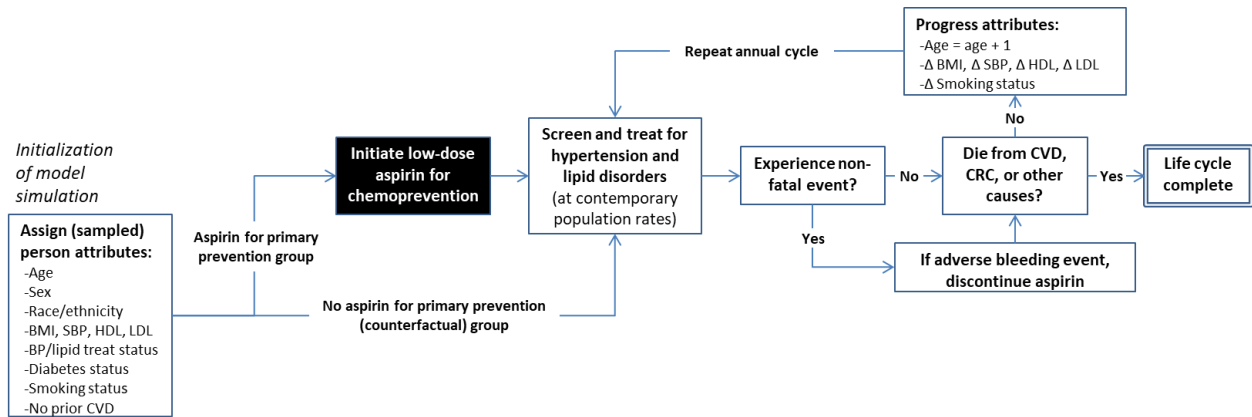 Initialization
of model
simulation
Assign (sampled)
person attributes:
-Age
-Sex
-Race/ethnicity
-BMI, SBP, HDL, LDL
-BP/lipid treat status
-Diabetes status
-Smoking status
-No prior CVD
Aspirin for primary
prevention group
No aspirin for primary prevention
(counterfactual) group
Initiate low-dose
aspirin for
chemoprevention
Repeat annual cycle
Screen and treat for
hypertension and
lipid disorders
(at contemporary
population rates)
Experience non-
fatal event?
No
Yes
If adverse bleeding event,
discontinue aspirin
Die from CVD,
CRC, or other
causes?
No
Progress attributes:
-Age = age + 1
-Δ BMI, Δ SBP, Δ HDL, Δ LDL
-Δ Smoking status
Yes
Life cycle
complete